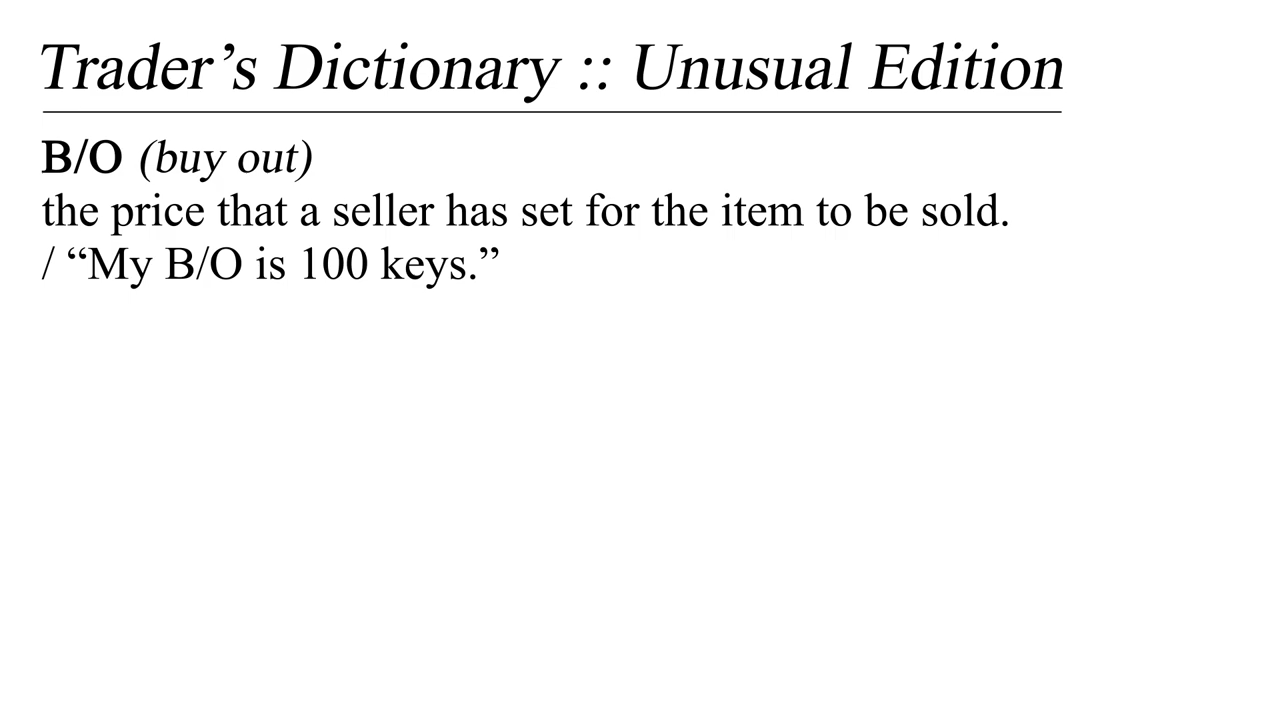 Trader’s Dictionary :: Unusual Edition
B/O (buy out)
the price that a seller has set for the item to be sold.
/ “My B/O is 100 keys.”